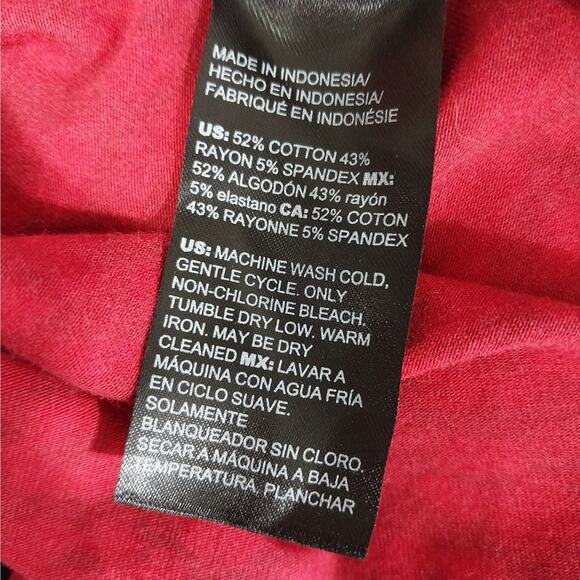 MADE IN INDONESIA/
HECHO EN INDONESIA/
FABRIQUÉ EN INDONÉSIE
US: 52% COTTON 43%
RAYON 5% SPANDEX MX:
52% ALGODÓN 43% rayón
5% elastano CA: 52% COTON
43% RAYONNE 5% SPANDEX
US: MACHINE WASH COLD,
GENTLE CYCLE. ONLY
NON-CHLORINE BLEACH.
TUMBLE DRY LOW. WARM
IRON. MAY BE DRY
CLEANED MX: LAVAR A
MÁQUINA CON AGUA FRÍA
EN CICLO SUAVE.
SOLAMENTE
BLANQUEADOR SIN CLORO.
SECAR A MÁQUINA A BAJA
TEMPERATURA. PLANCHAR